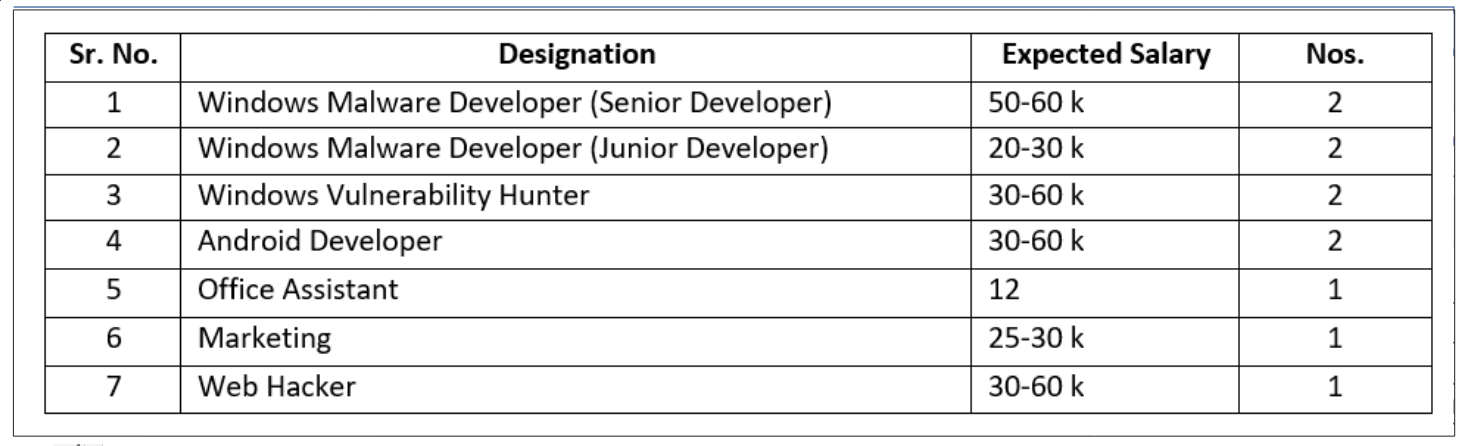 Sr. No. Designation Expected Salary Nos.
1 Windows Malware Developer (Senior Developer) 50-60 k 2
2 Windows Malware Developer (Junior Developer) 20-30 k 2
3 Windows Vulnerability Hunter 30-60 k 2
4 Android Developer 30-60 k 2
5 Office Assistant 12 1
6 Marketing 25-30 k 1
7 Web Hacker 30-60 k 1